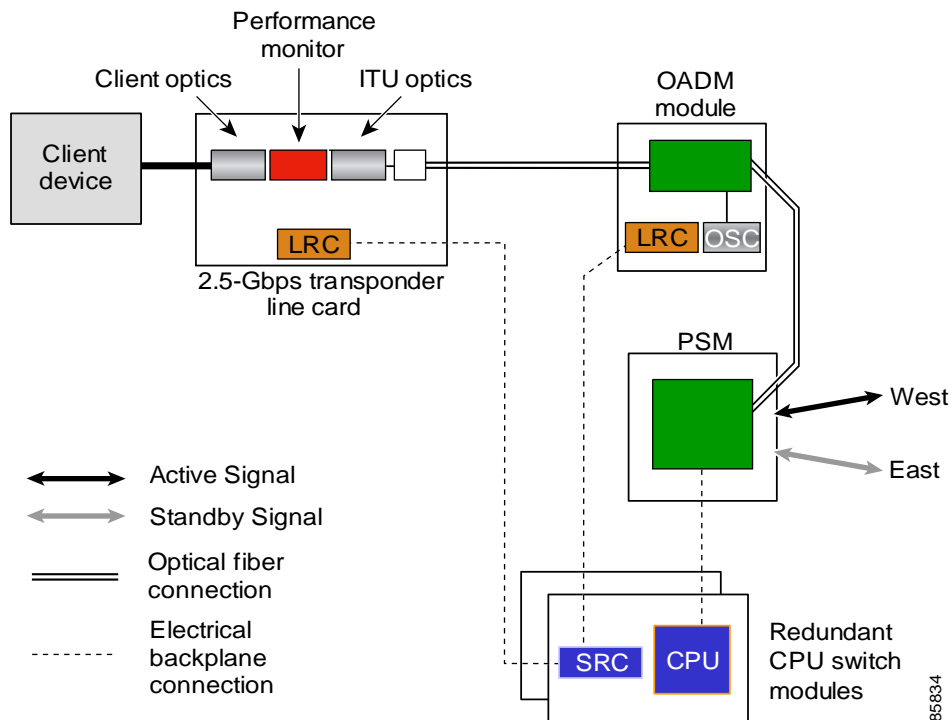 Performance
monitor
Client optics
ITU optics
OADM
module
Client
device
LRC
LRC
OSC
2.5-Gbps transponder
line card
PSM
West
East
Active Signal
Standby Signal
Optical fiber
connection
Electrical
backplane
connection
SRC
CPU
Redundant
CPU switch
modules
85834